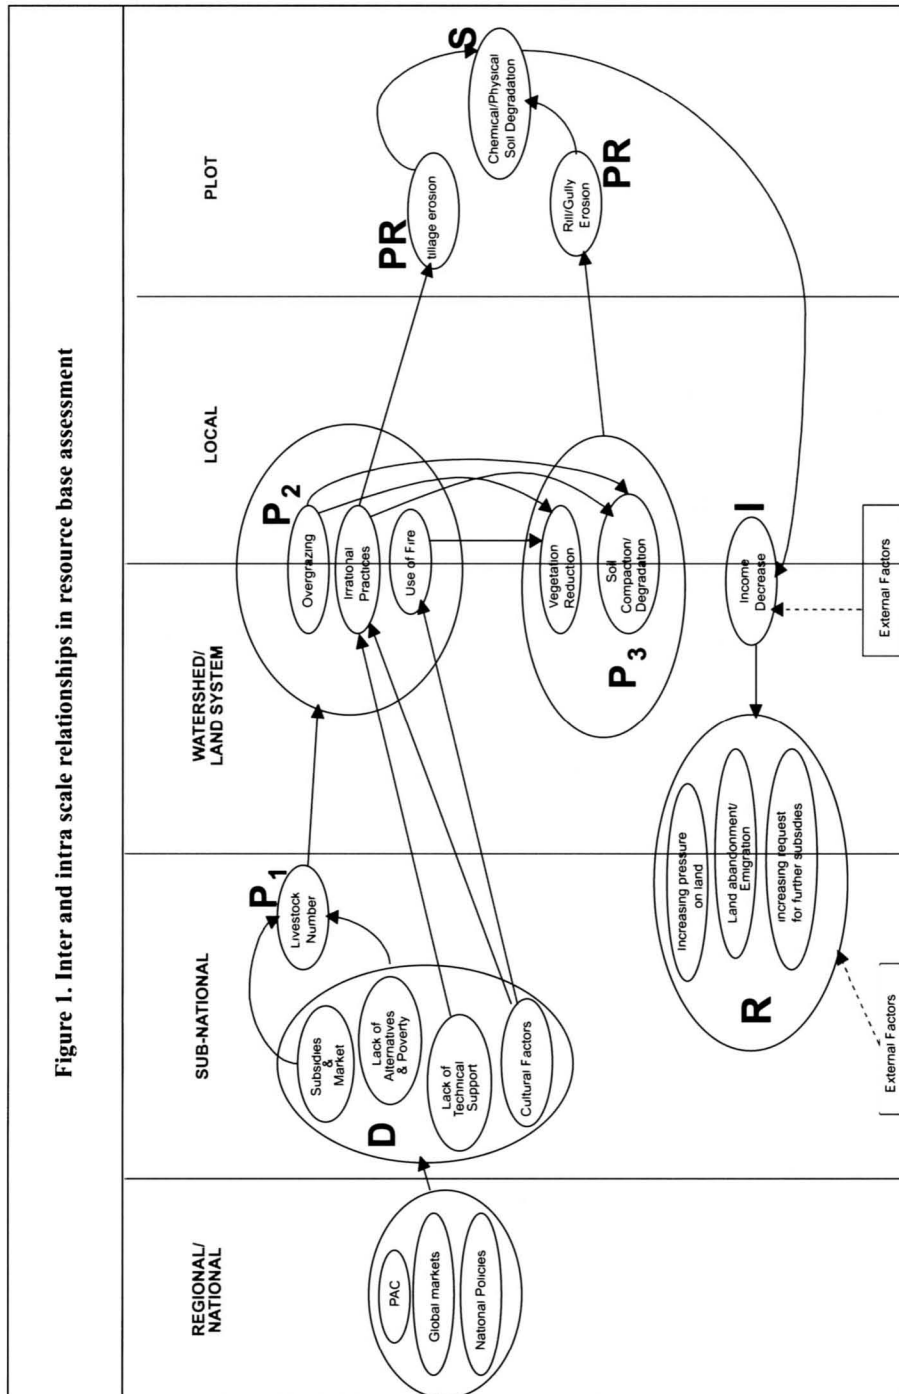 Figure 1. Inter and intra scale relationships in resource base assessment
REGIONAL/
NATIONAL
SUB-NATIONAL
WATERSHED/
LAND SYSTEM
LOCAL
PLOT
PAC
Global markets
National Policies
D
Subsidies
&
Market
Lack of
Alternatives
& Poverty
Lack of
Technical
Support
Cultural Factors
P1
Livestock
Number
P2
Overgrazing
Irrational
Practices
Use of Fire
P3
Vegetation
Reduction
Soil
Compaction/
Degradation
PR
tillage erosion
S
Chemical/Physical
Soil Degradation
Rill/Gully
Erosion
PR
I
Income
Decrease
R
Increasing pressure
on land
Land abandonment/
Emigration
increasing request
for further subsidies
External Factors
External Factors